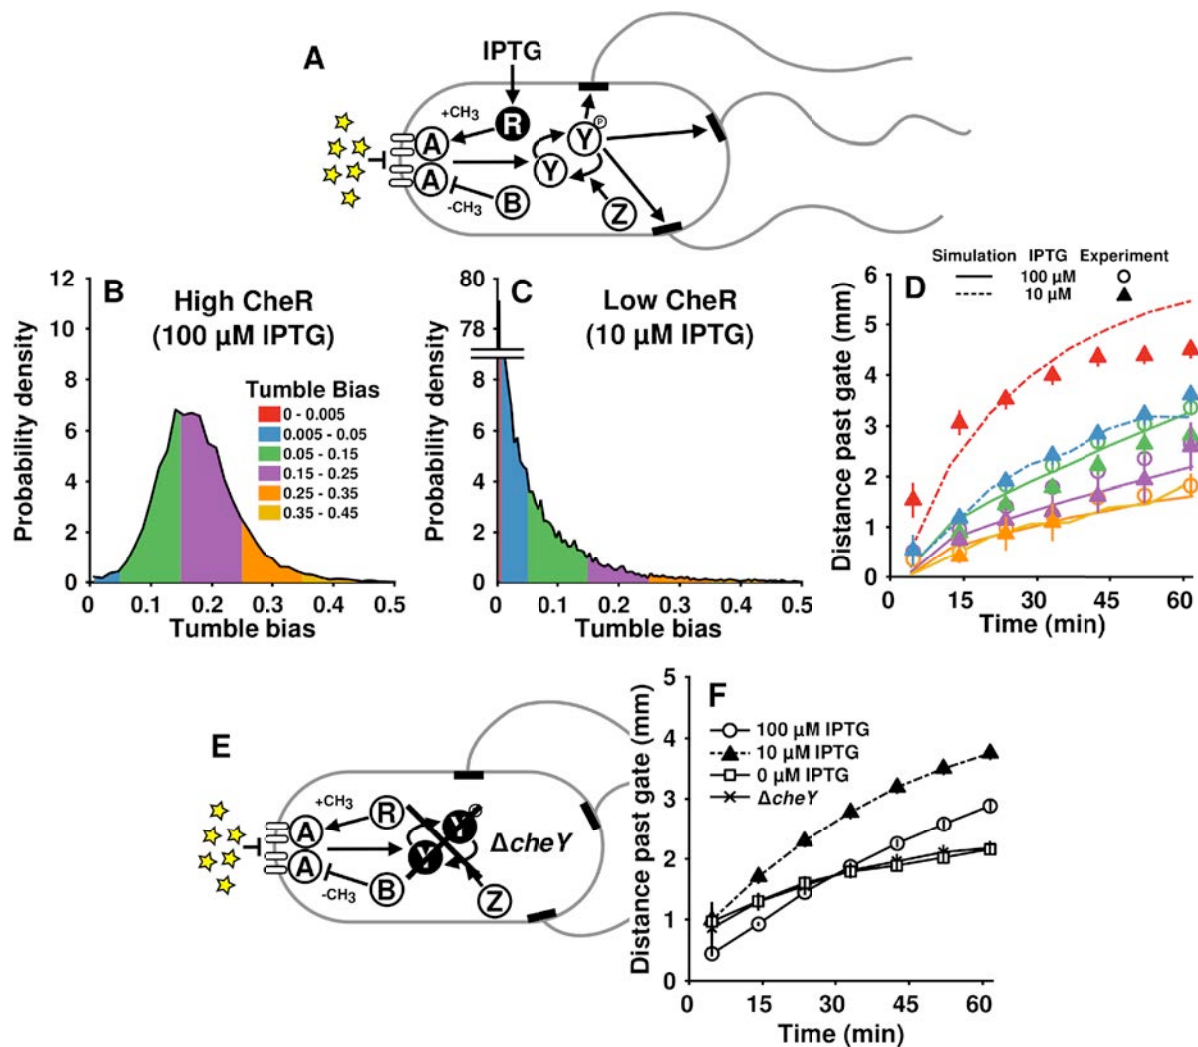 A
IPTG
+CH3
R
P
A
Y
Y
A
B
-CH3
Z
B
High CheR
(100 µM IPTG)
Probability density
12
10
8
6
4
2
0
Tumble Bias
0 - 0.005
0.005 - 0.05
0.05 - 0.15
0.15 - 0.25
0.25 - 0.35
0.35 - 0.45
0 0.1 0.2 0.3 0.4 0.5
Tumble bias
C
Low CheR
(10 µM IPTG)
Probability density
80
78
8
6
4
2
0
0 0.1 0.2 0.3 0.4 0.5
Tumble bias
Simulation IPTG Experiment
100 µM
10 µM
D
Distance past gate (mm)
6
5
4
3
2
1
0
0 15 30 45 60
Time (min)
E
+CH3
R
Y
A
A
Y
ΔcheY
B
-CH3
Z
F
Distance past gate (mm)
5
4
3
2
1
0
100 µM IPTG
10 µM IPTG
0 µM IPTG
ΔcheY
0 15 30 45 60
Time (min)